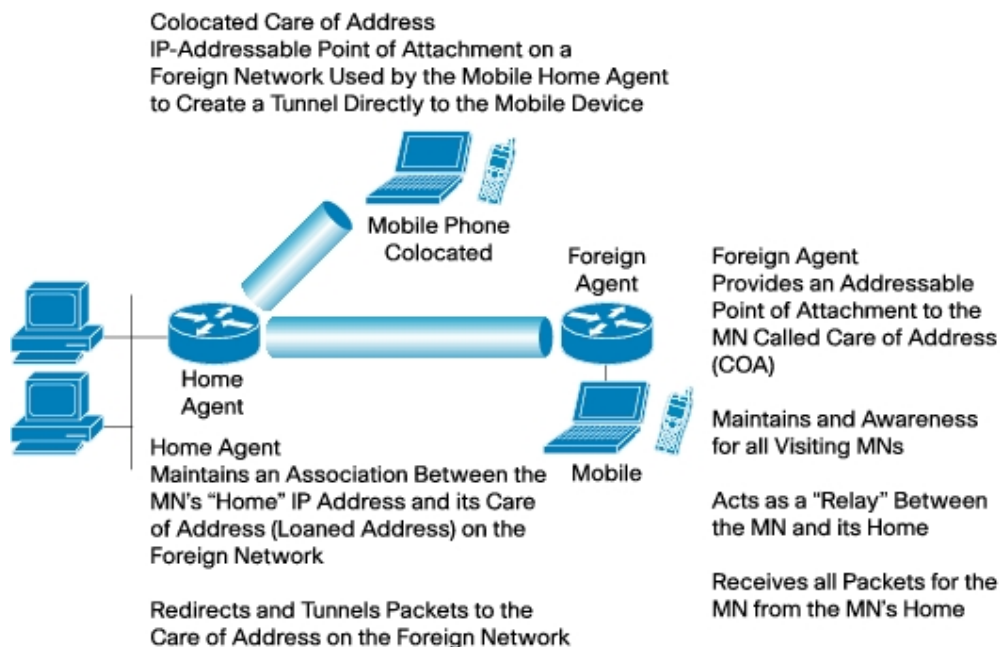 Colocated Care of Address
IP-Addressable Point of Attachment on a
Foreign Network Used by the Mobile Home Agent
to Create a Tunnel Directly to the Mobile Device
Mobile Phone
Colocated
Foreign
Agent
Home
Agent
Mobile
Home Agent
Maintains an Association Between the
MN's “Home” IP Address and its Care
of Address (Loaned Address) on the
Foreign Network
Redirects and Tunnels Packets to the
Care of Address on the Foreign Network
Foreign Agent
Provides an Addressable
Point of Attachment to the
MN Called Care of Address
(COA)
Maintains and Awareness
for all Visiting MNs
Acts as a “Relay” Between
the MN and its Home
Receives all Packets for the
MN from the MN's Home